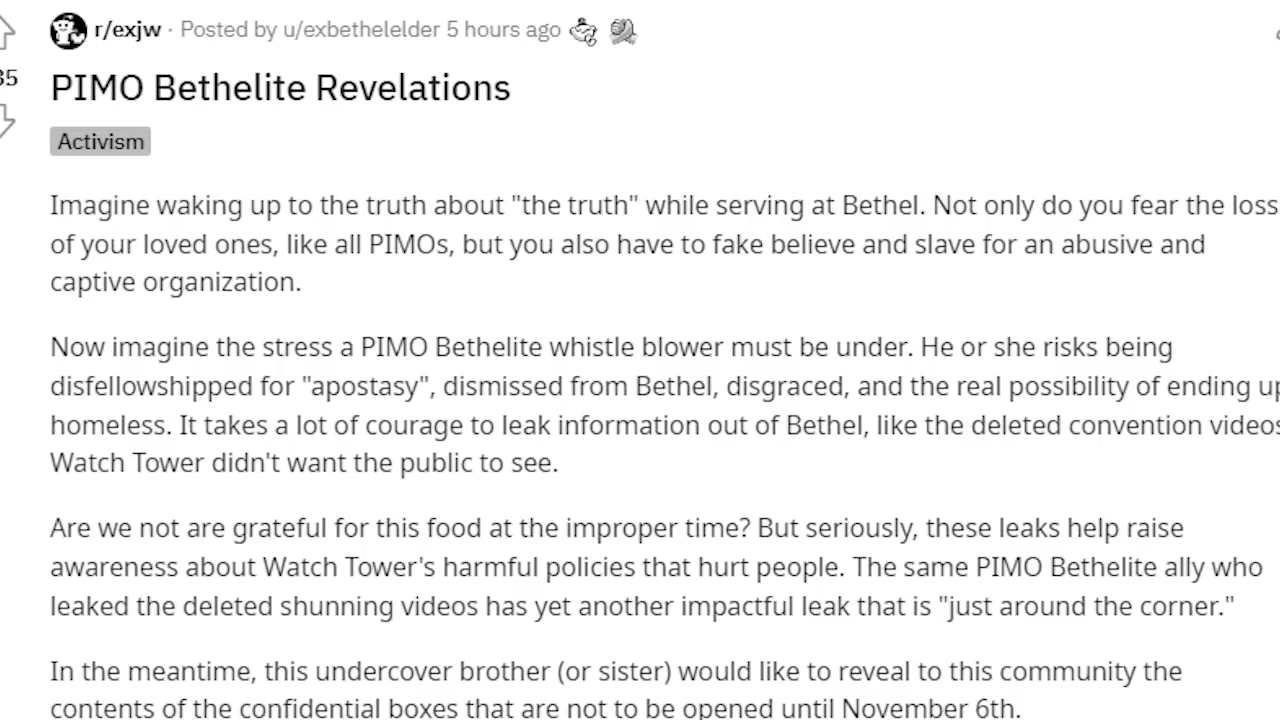 r/exjw · Posted by u/exbethelelder 5 hours ago
35
PIMO Bethelite Revelations
Activism
Imagine waking up to the truth about "the truth" while serving at Bethel. Not only do you fear the loss
of your loved ones, like all PIMOs, but you also have to fake believe and slave for an abusive and
captive organization.
Now imagine the stress a PIMO Bethelite whistle blower must be under. He or she risks being
disfellowshipped for "apostasy", dismissed from Bethel, disgraced, and the real possibility of ending up
homeless. It takes a lot of courage to leak information out of Bethel, like the deleted convention videos
Watch Tower didn't want the public to see.
Are we not are grateful for this food at the improper time? But seriously, these leaks help raise
awareness about Watch Tower's harmful policies that hurt people. The same PIMO Bethelite ally who
leaked the deleted shunning videos has yet another impactful leak that is "just around the corner."
In the meantime, this undercover brother (or sister) would like to reveal to this community the
contents of the confidential boxes that are not to be opened until November 6th.